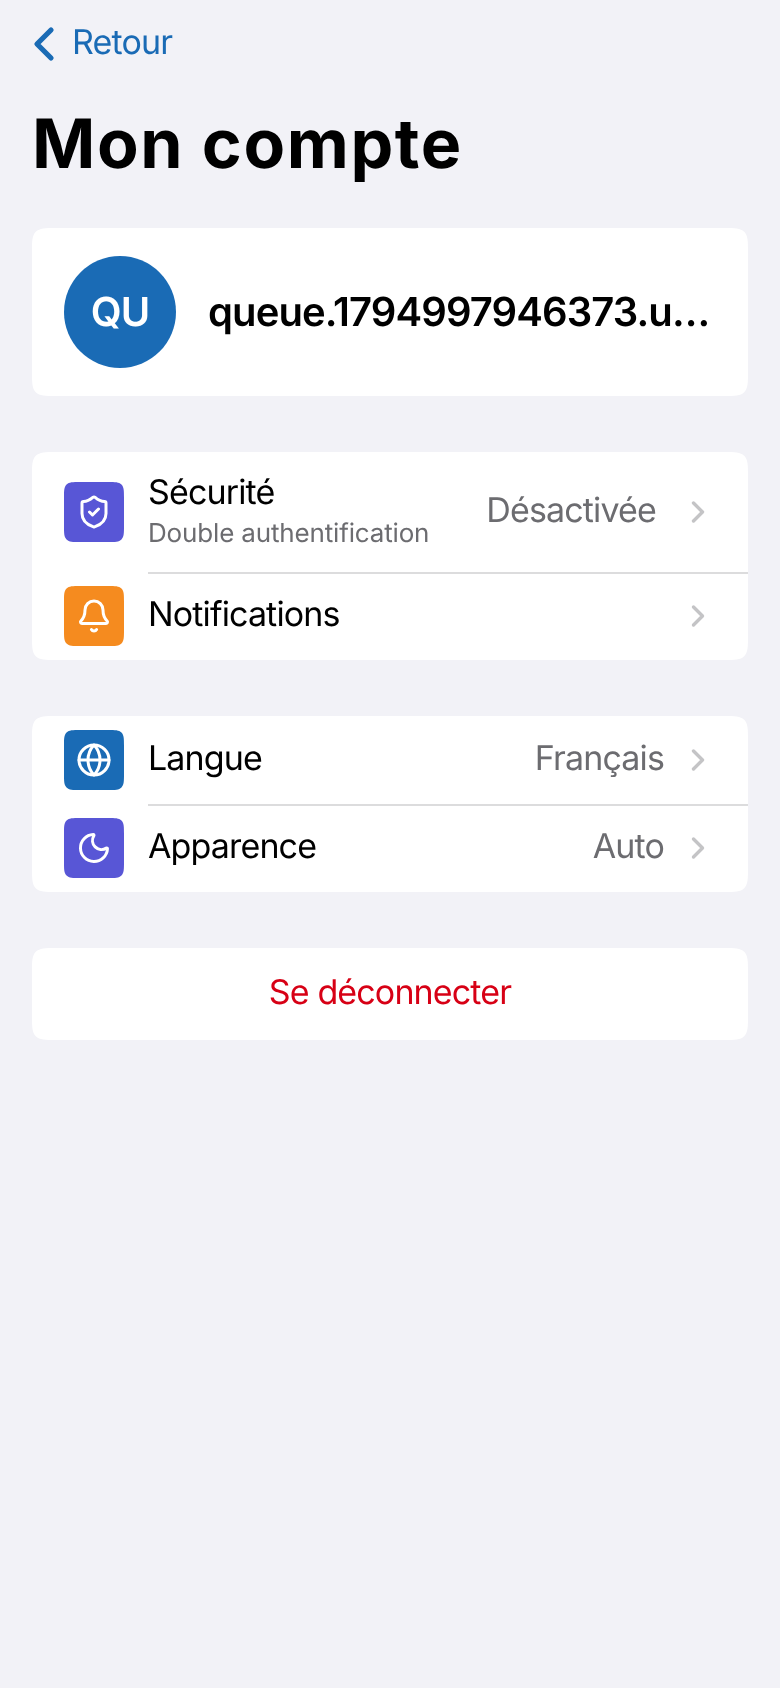 Retour
Mon compte
QU
queue.1794997946373.u...
Sécurité
Double authentification
Désactivée
Notifications
Langue
Français
Apparence
Auto
Se déconnecter